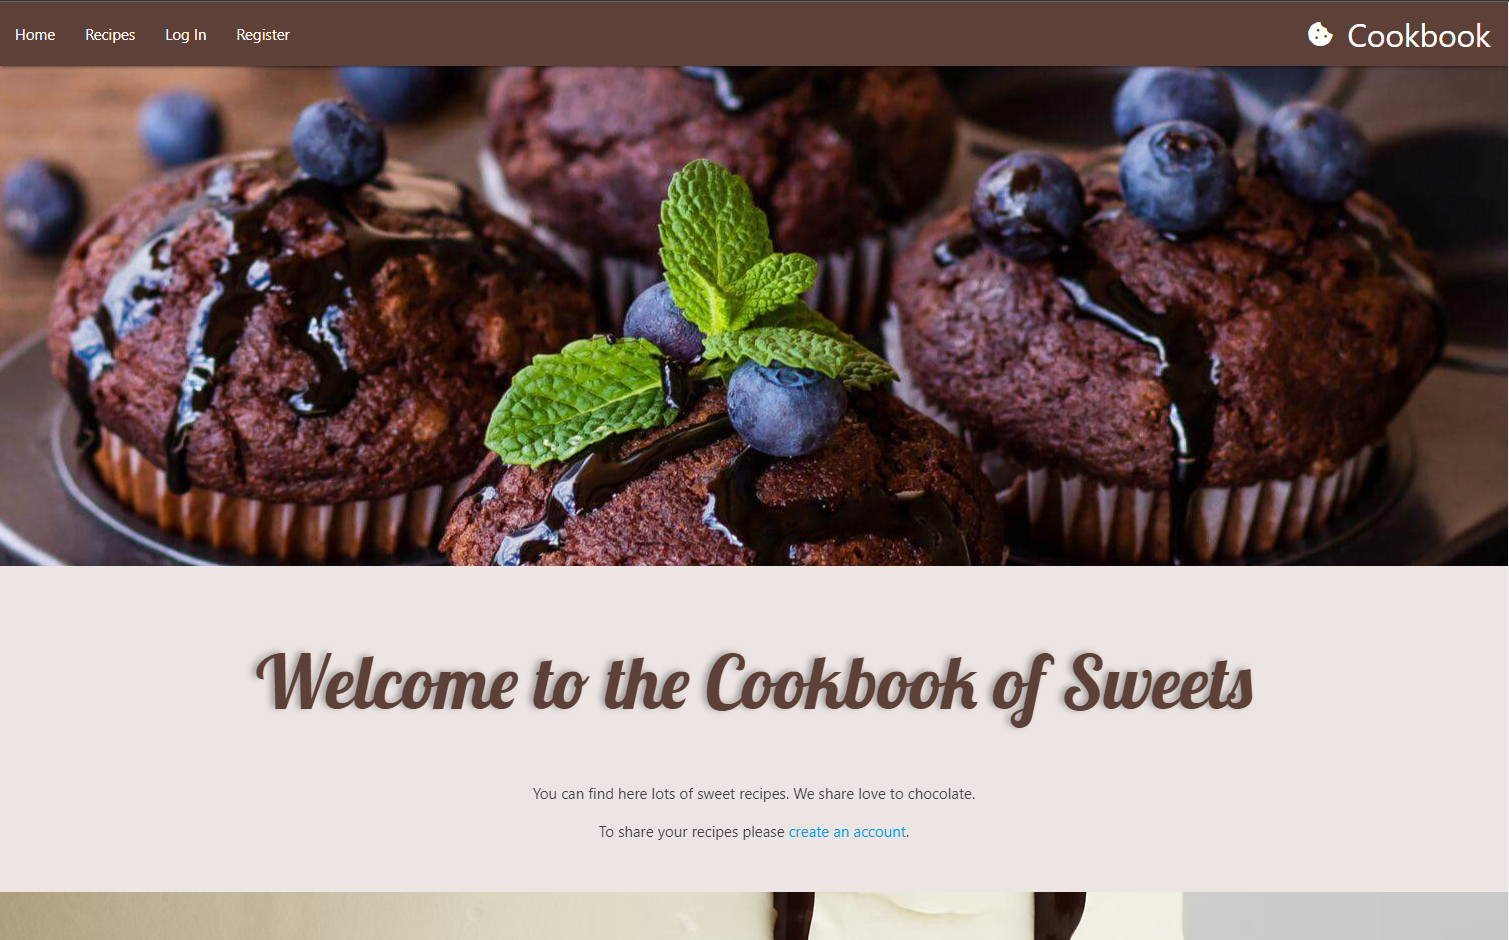 Home Recipes Log In Register Cookbook
Welcome to the Cookbook of Sweets
You can find here lots of sweet recipes. We share love to chocolate.
To share your recipes please create an account.